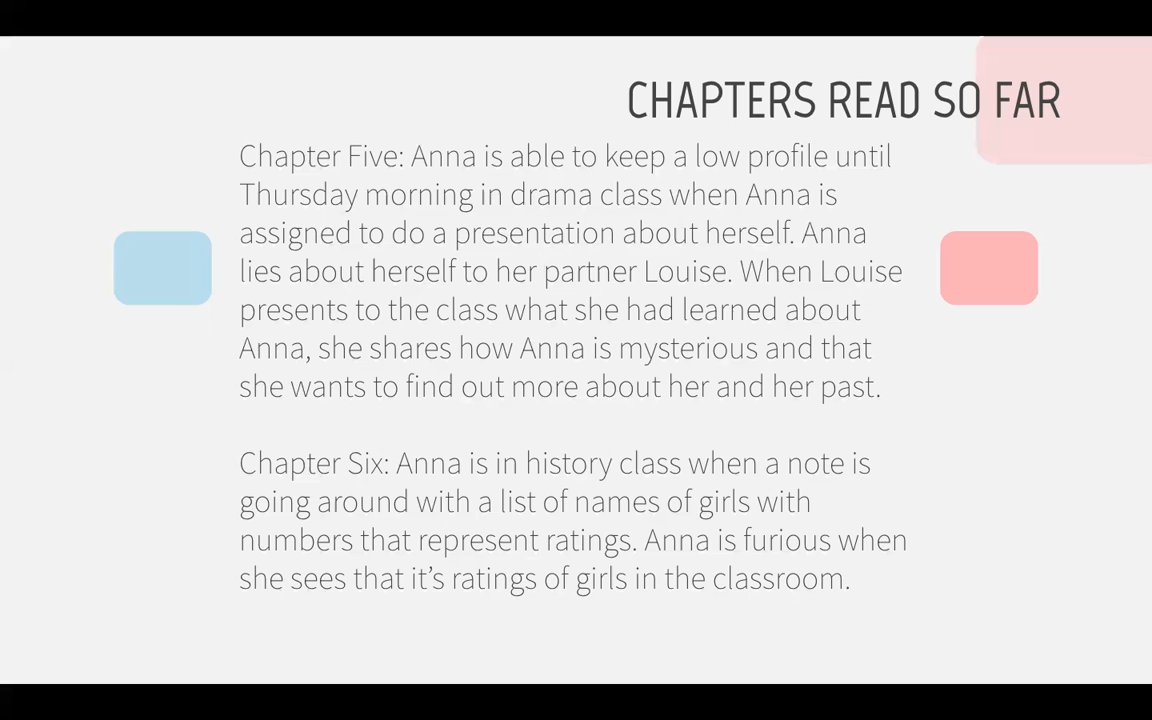 CHAPTERS READ SO FAR
Chapter Five: Anna is able to keep a low profile until
Thursday morning in drama class when Anna is
assigned to do a presentation about herself. Anna
lies about herself to her partner Louise. When Louise
presents to the class what she had learned about
Anna, she shares how Anna is mysterious and that
she wants to find out more about her and her past.
Chapter Six: Anna is in history class when a note is
going around with a list of names of girls with
numbers that represent ratings. Anna is furious when
she sees that it’s ratings of girls in the classroom.